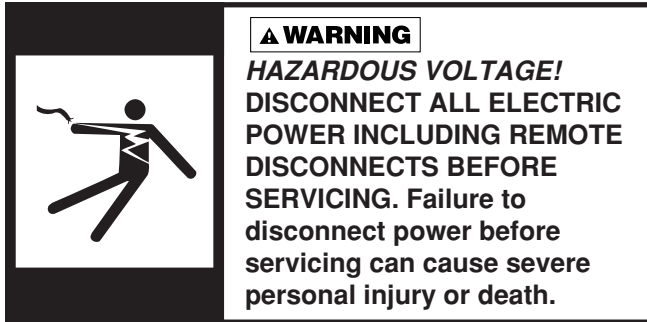 WARNING
HAZARDOUS VOLTAGE!
DISCONNECT ALL ELECTRIC
POWER INCLUDING REMOTE
DISCONNECTS BEFORE
SERVICING. Failure to
disconnect power before
servicing can cause severe
personal injury or death.